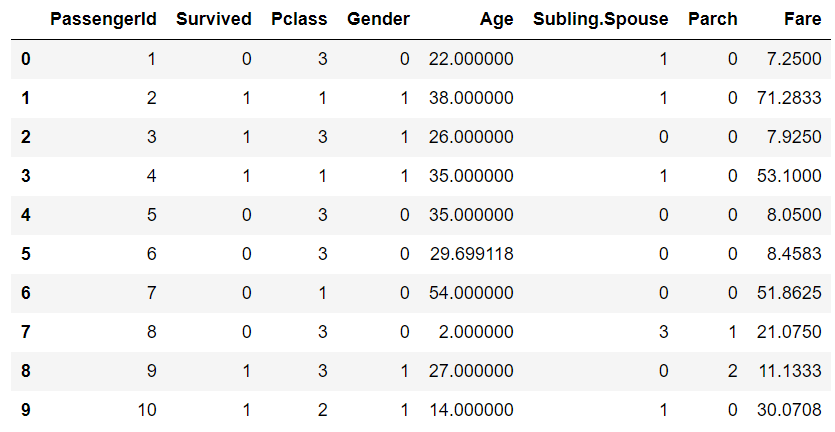 PassengerId Survived Pclass Gender Age Subling.Spouse Parch Fare
0 1 0 3 0 22.000000 1 0 7.2500
1 2 1 1 1 38.000000 1 0 71.2833
2 3 1 3 1 26.000000 0 0 7.9250
3 4 1 1 1 35.000000 1 0 53.1000
4 5 0 3 0 35.000000 0 0 8.0500
5 6 0 3 0 29.699118 0 0 8.4583
6 7 0 1 0 54.000000 0 0 51.8625
7 8 0 3 0 2.000000 3 1 21.0750
8 9 1 3 1 27.000000 0 2 11.1333
9 10 1 2 1 14.000000 1 0 30.0708